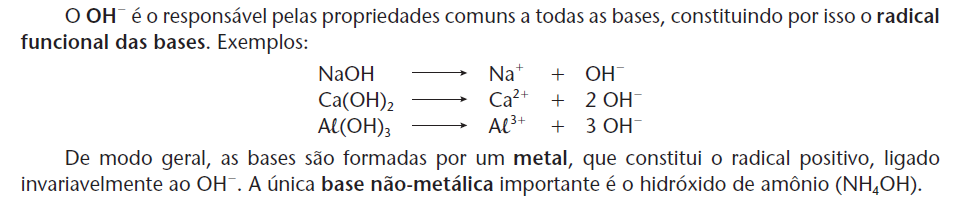 O OH⁻ é o responsável pelas propriedades comuns a todas as bases, constituindo por isso o radical
funcional das bases. Exemplos:
NaOH ⟶ Na⁺ + OH⁻
Ca(OH)₂ ⟶ Ca²⁺ + 2 OH⁻
Aℓ(OH)₃ ⟶ Aℓ³⁺ + 3 OH⁻
De modo geral, as bases são formadas por um metal, que constitui o radical positivo, ligado
invariavelmente ao OH⁻. A única base não-metálica importante é o hidróxido de amônio (NH₄OH).